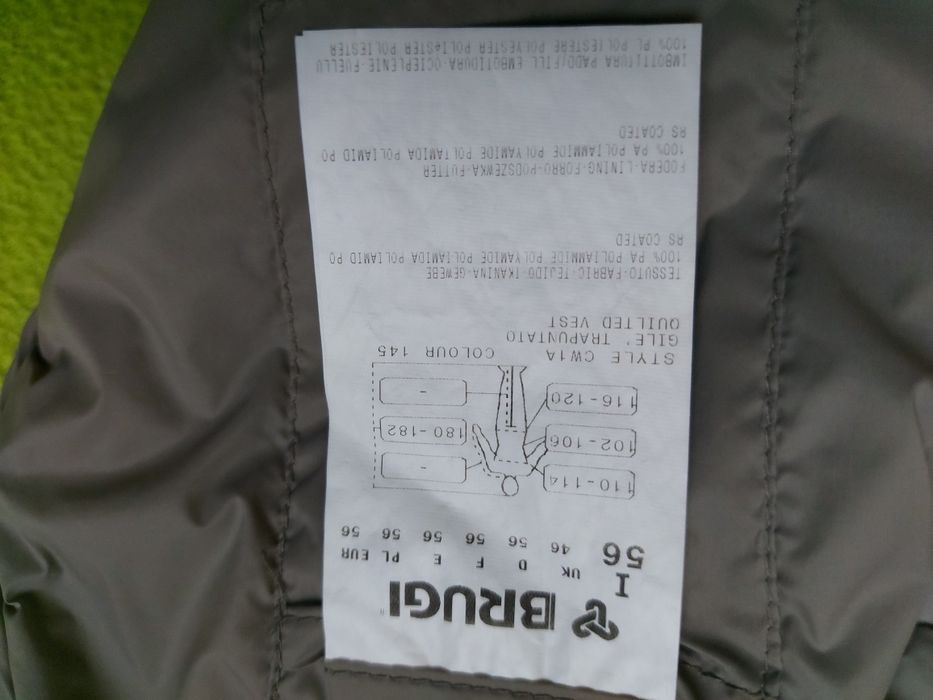 BRUGI
I UK D F E PL EUR
56 46 56 56 56 56 56
110-114 -
102-106 180-182
116-120 -
STYLE CW1A COLOUR 145
GILE' TRAPUNTATO
QUILTED VEST
TESSUTO-FABRIC-TEJIDO-TKANINA-GEWEBE
100% PA POLIAMMIDE POLYAMIDE POLIAMIDA POLIAMID PO
RS COATED
FODERA-LINING-FORRO-PODSZEWKA-FUTTER
100% PA POLIAMMIDE POLYAMIDE POLIAMIDA POLIAMID PO
RS COATED
IMBOTTITURA PADD/FILL EMBOTIDURA-OCIEPLENIE-FUELLU
100% PL POLIESTERE POLYESTER POLIéSTER POLIESTER